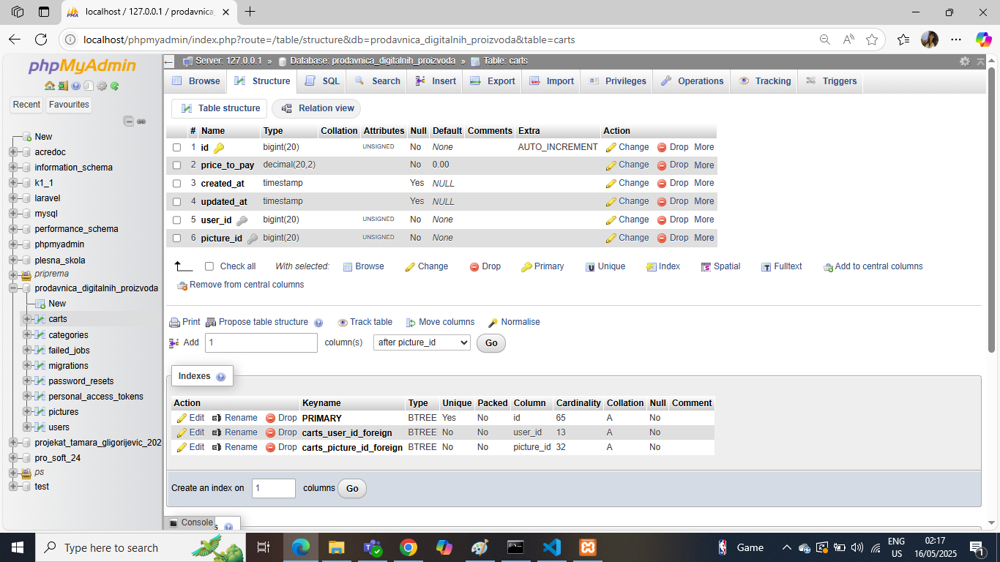 localhost / 127.0.0.1 / prodavnica_
localhost/phpmyadmin/index.php?route=/table/structure&db=prodavnica_digitalnih_proizvoda&table=carts
phpMyAdmin
Recent Favourites
New
acredoc
information_schema
k1_1
laravel
mysql
performance_schema
phpmyadmin
plesna_skola
priprema
prodavnica_digitalnih_proizvoda
New
carts
categories
failed_jobs
migrations
password_resets
personal_access_tokens
pictures
users
projekat_tamara_gligorijevic_202
pro_soft_24
ps
test
Server: 127.0.0.1 » Database: prodavnica_digitalnih_proizvoda » Table: carts
Browse Structure SQL Search Insert Export Import Privileges Operations Tracking Triggers
Table structure Relation view
# Name Type Collation Attributes Null Default Comments Extra Action
1 id bigint(20) UNSIGNED No None AUTO_INCREMENT Change Drop More
2 price_to_pay decimal(20,2) No 0.00 Change Drop More
3 created_at timestamp Yes NULL Change Drop More
4 updated_at timestamp Yes NULL Change Drop More
5 user_id bigint(20) UNSIGNED No None Change Drop More
6 picture_id bigint(20) UNSIGNED No None Change Drop More
Check all With selected: Browse Change Drop Primary Unique Index Spatial Fulltext Add to central columns
Remove from central columns
Print Propose table structure Track table Move columns Normalise
Add 1 column(s) after picture_id Go
Indexes
Action Keyname Type Unique Packed Column Cardinality Collation Null Comment
Edit Rename Drop PRIMARY BTREE Yes No id 65 A No
Edit Rename Drop carts_user_id_foreign BTREE No No user_id 13 A No
Edit Rename Drop carts_picture_id_foreign BTREE No No picture_id 32 A No
Create an index on 1 columns Go
Console s
Type here to search
Game
ENG
US
02:17
16/05/2025
1